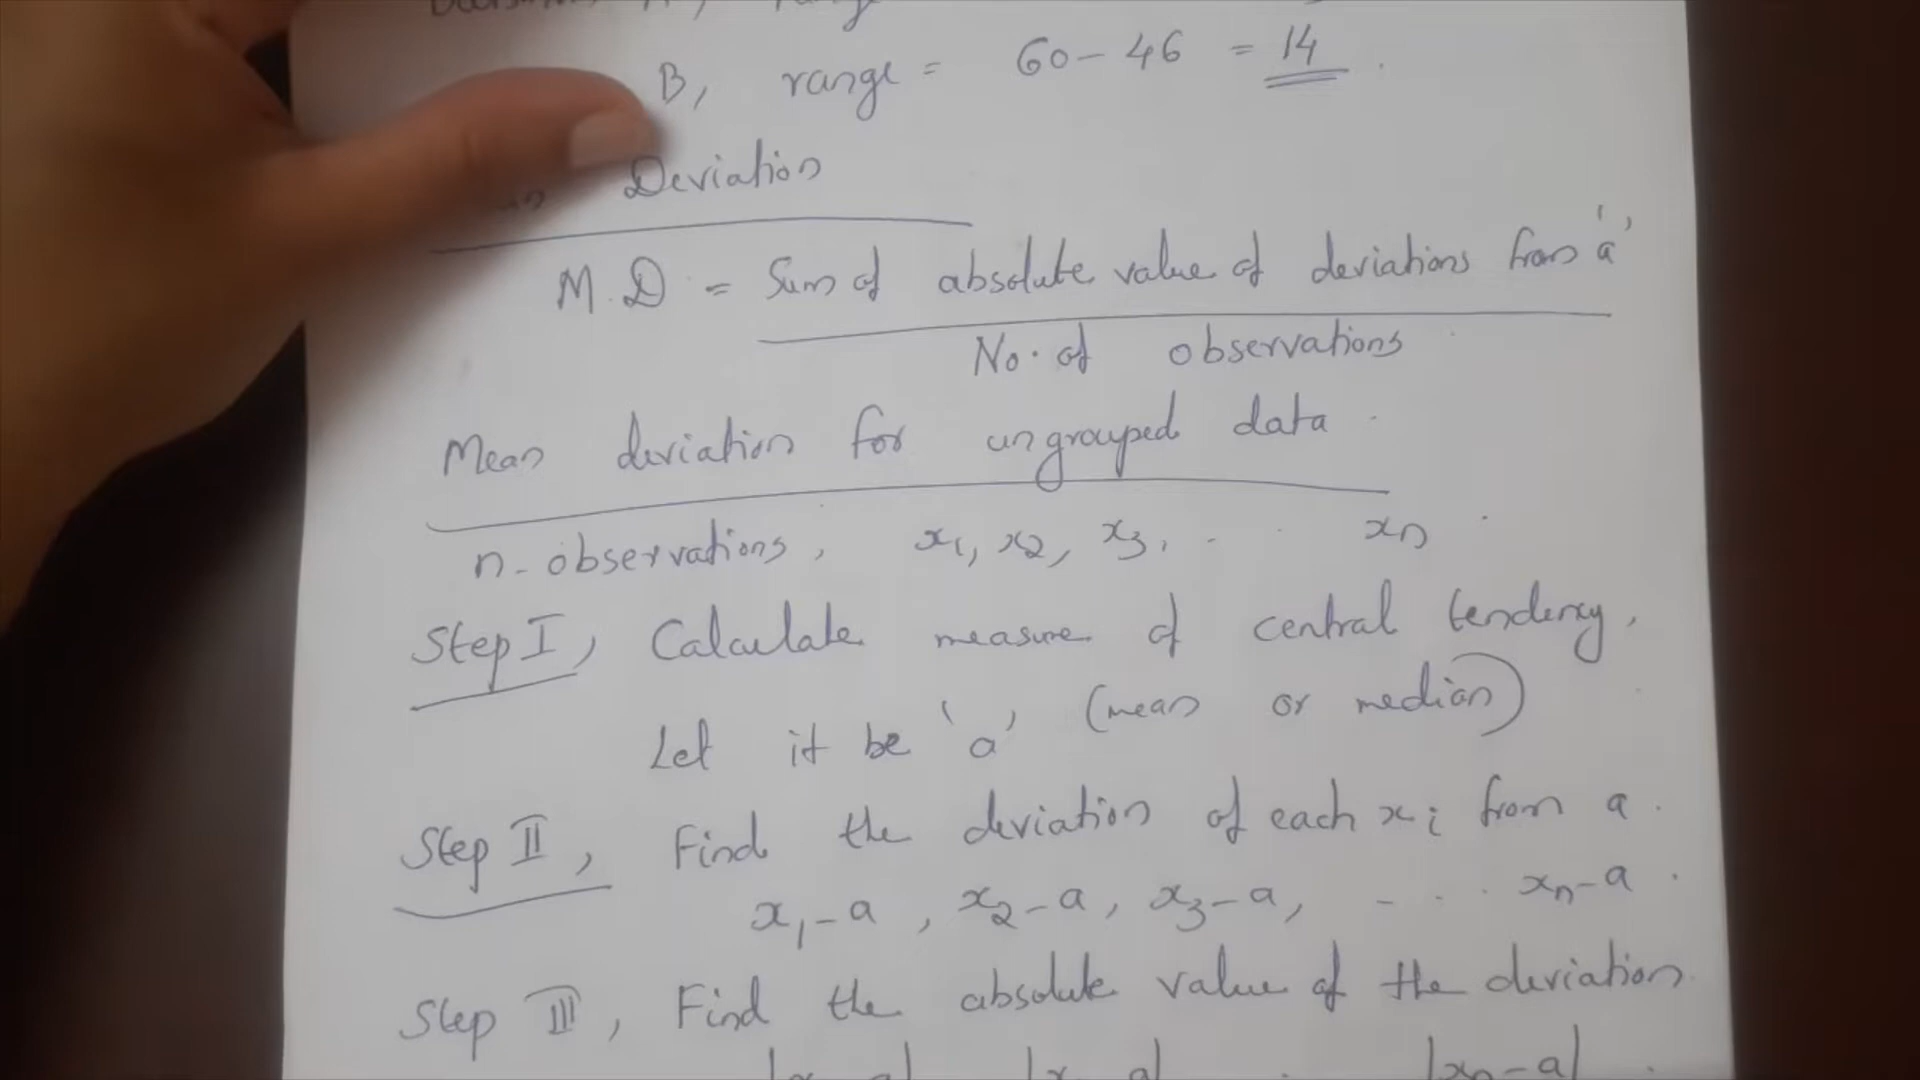 B, range = 60 - 46 = 14
Deviation
M.D = Sum of absolute value of deviations from 'a'
No. of observations
Mean deviation for ungrouped data.
n-observations, x1, x2, x3, . . xn.
Step I, Calculate measure of central tendency.
Let it be 'a' (mean or median)
Step II, Find the deviation of each xi from a.
x1-a, x2-a, x3-a, - . . xn-a.
Step III, Find the absolute value of the deviation
|xn-a|.